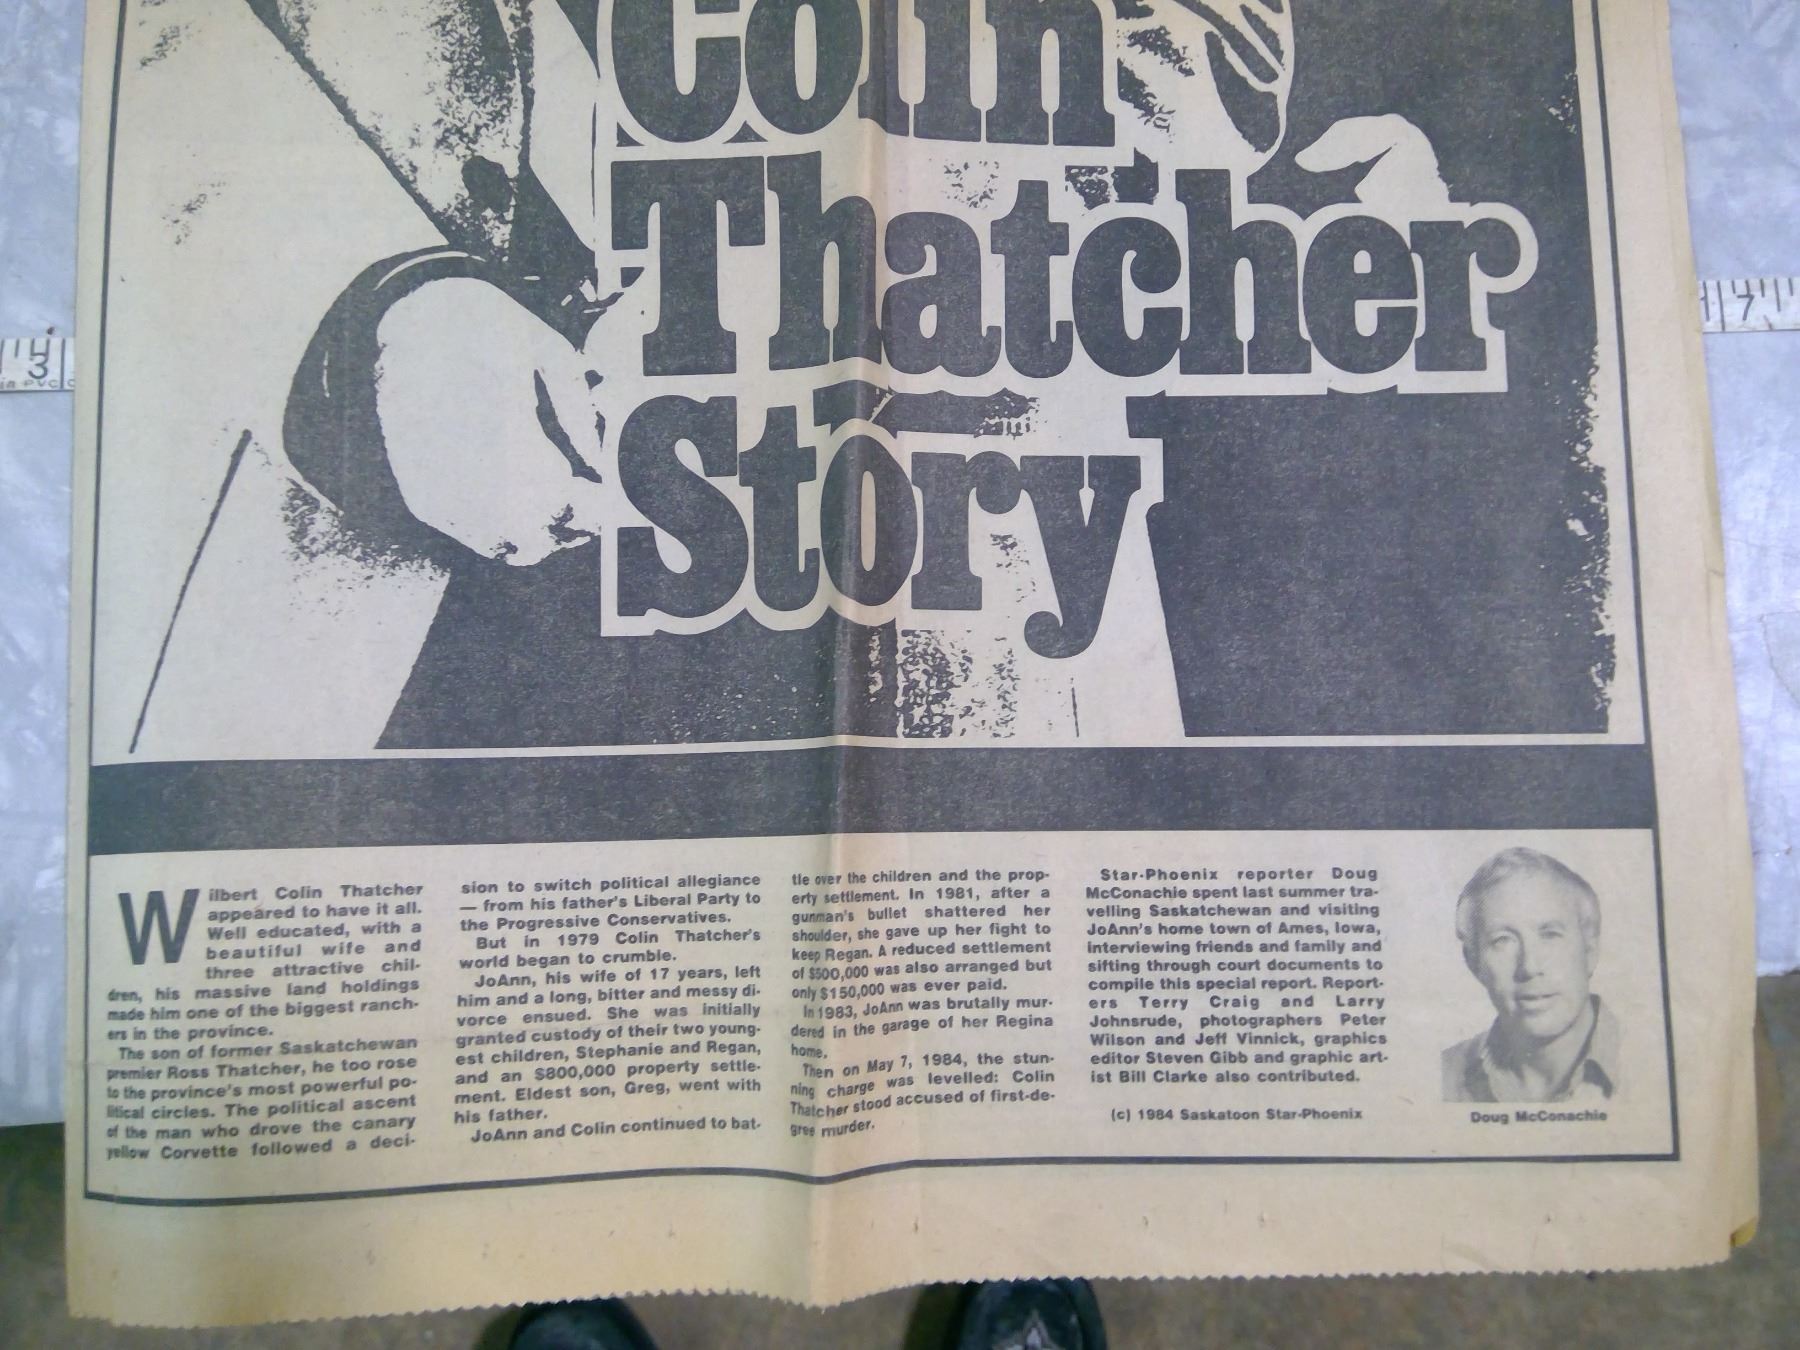 Colin
Thatcher
Story
3
in PVC
7
Wilbert Colin Thatcher
appeared to have it all.
Well educated, with a
beautiful wife and
three attractive chil-
dren, his massive land holdings
made him one of the biggest ranch-
ers in the province.
The son of former Saskatchewan
premier Ross Thatcher, he too rose
to the province's most powerful po-
litical circles. The political ascent
of the man who drove the canary
yellow Corvette followed a deci-
sion to switch political allegiance
— from his father's Liberal Party to
the Progressive Conservatives.
But in 1979 Colin Thatcher's
world began to crumble.
JoAnn, his wife of 17 years, left
him and a long, bitter and messy di-
vorce ensued. She was initially
granted custody of their two young-
est children, Stephanie and Regan,
and an $800,000 property settle-
ment. Eldest son, Greg, went with
his father.
JoAnn and Colin continued to bat-
tle over the children and the prop-
erty settlement. In 1981, after a
gunman's bullet shattered her
shoulder, she gave up her fight to
keep Regan. A reduced settlement
of $500,000 was also arranged but
only $150,000 was ever paid.
In 1983, JoAnn was brutally mur-
dered in the garage of her Regina
home.
Then on May 7, 1984, the stun-
ning charge was levelled: Colin
Thatcher stood accused of first-de-
gree murder.
Star-Phoenix reporter Doug
McConachie spent last summer tra-
velling Saskatchewan and visiting
JoAnn's home town of Ames, Iowa,
interviewing friends and family and
sifting through court documents to
compile this special report. Report-
ers Terry Craig and Larry
Johnsrude, photographers Peter
Wilson and Jeff Vinnick, graphics
editor Steven Gibb and graphic art-
ist Bill Clarke also contributed.
(c) 1984 Saskatoon Star-Phoenix
Doug McConachie